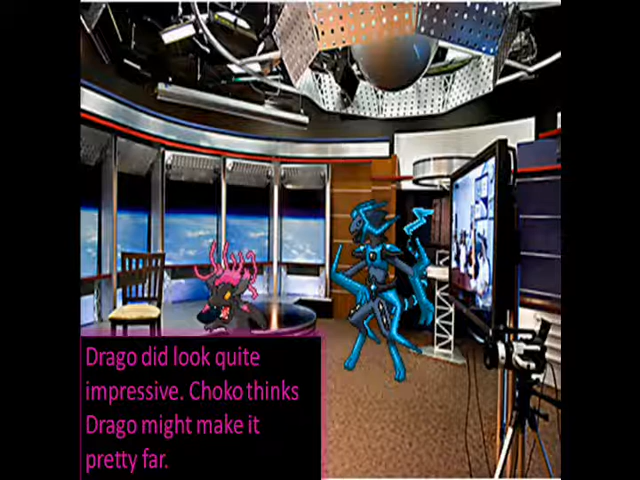 Drago did look quite
impressive. Choko thinks
Drago might make it
pretty far.